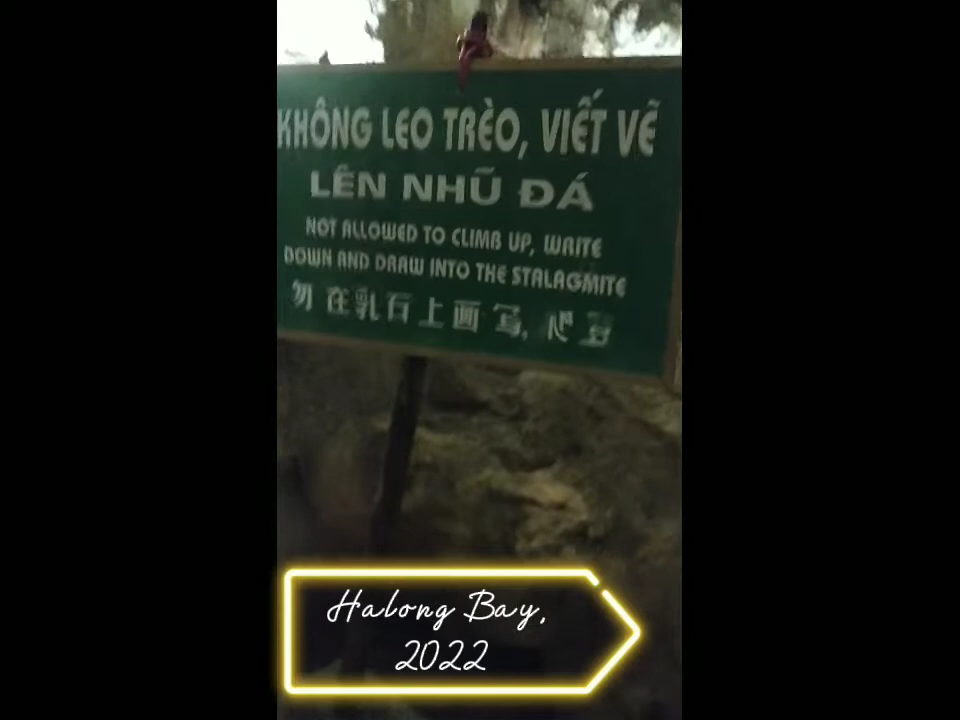 KHÔNG LEO TRÈO, VIẾT VẼ
LÊN NHŨ ĐÁ
NOT ALLOWED TO CLIMB UP, WRITE
DOWN AND DRAW INTO THE STALAGMITE
勿在乳石上画写,爬登
Halong Bay,
2022